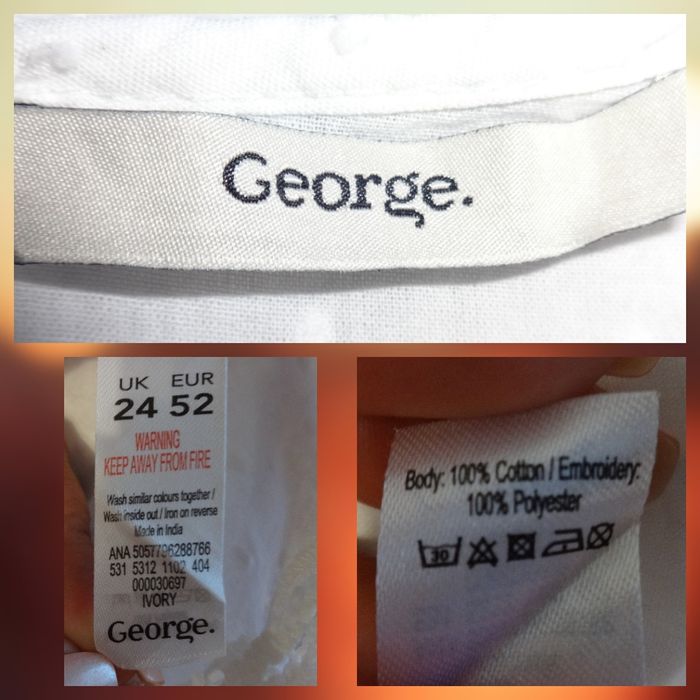 George.
UK EUR
24 52
WARNING
KEEP AWAY FROM FIRE
Wash similar colours together /
Wash inside out / Iron on reverse
Made in India
ANA 5057796288766
531 5312 1102 404
000030697
IVORY
George.
Body: 100% Cotton / Embroidery:
100% Polyester
30